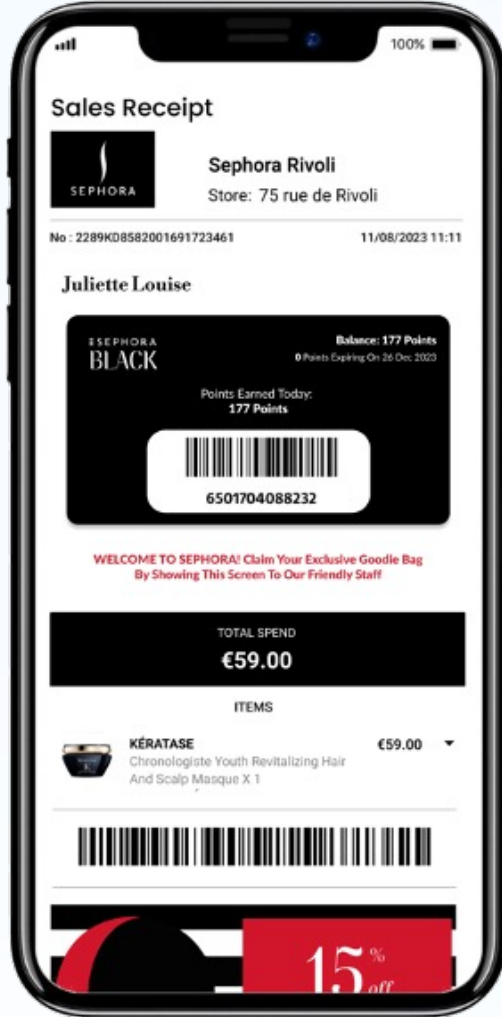 100%
Sales Receipt
SEPHORA
Sephora Rivoli
Store: 75 rue de Rivoli
No : 2289KD8582001691723461
11/08/2023 11:11
Juliette Louise
SEPHORA
BLACK
Balance: 177 Points
0 Points Expiring On 26 Dec 2023
Points Earned Today:
177 Points
6501704088232
WELCOME TO SEPHORA! Claim Your Exclusive Goodie Bag
By Showing This Screen To Our Friendly Staff
TOTAL SPEND
€59.00
ITEMS
KÉRATASE
€59.00
Chronologiste Youth Revitalizing Hair
And Scalp Masque X 1
15%
off